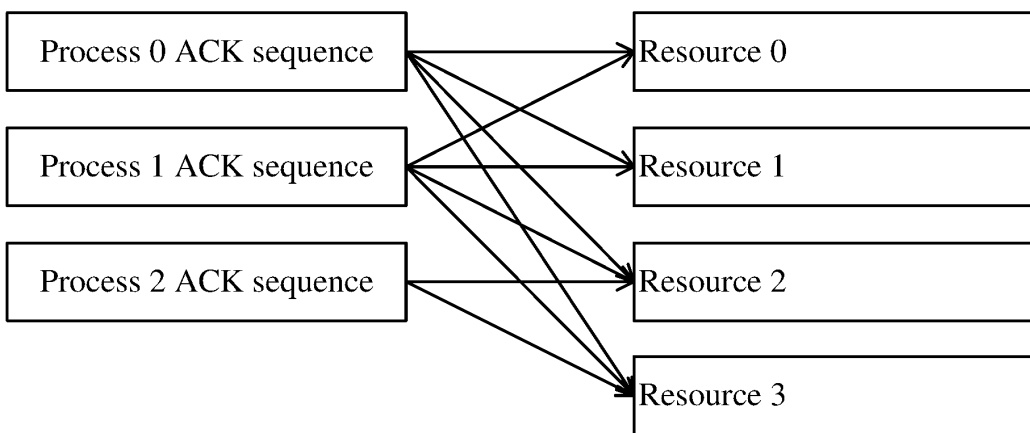 Process 0 ACK sequence
Resource 0
Process 1 ACK sequence
Resource 1
Process 2 ACK sequence
Resource 2
Resource 3